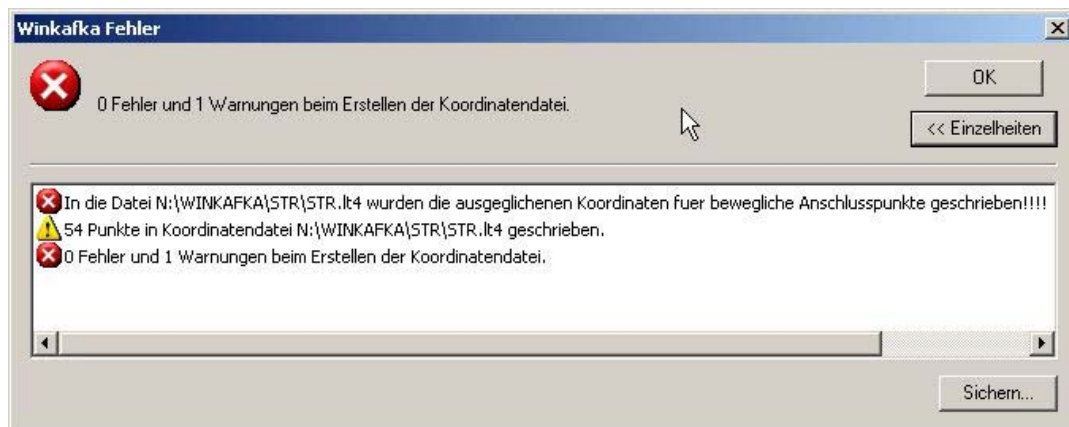 Winkafka Fehler
0 Fehler und 1 Warnungen beim Erstellen der Koordinatendatei.
OK
<< Einzelheiten
In die Datei N:\WINKAFKA\STR\STR.lt4 wurden die ausgeglichenen Koordinaten fuer bewegliche Anschlusspunkte geschrieben!!!!
54 Punkte in Koordinatendatei N:\WINKAFKA\STR\STR.lt4 geschrieben.
0 Fehler und 1 Warnungen beim Erstellen der Koordinatendatei.
Sichern...